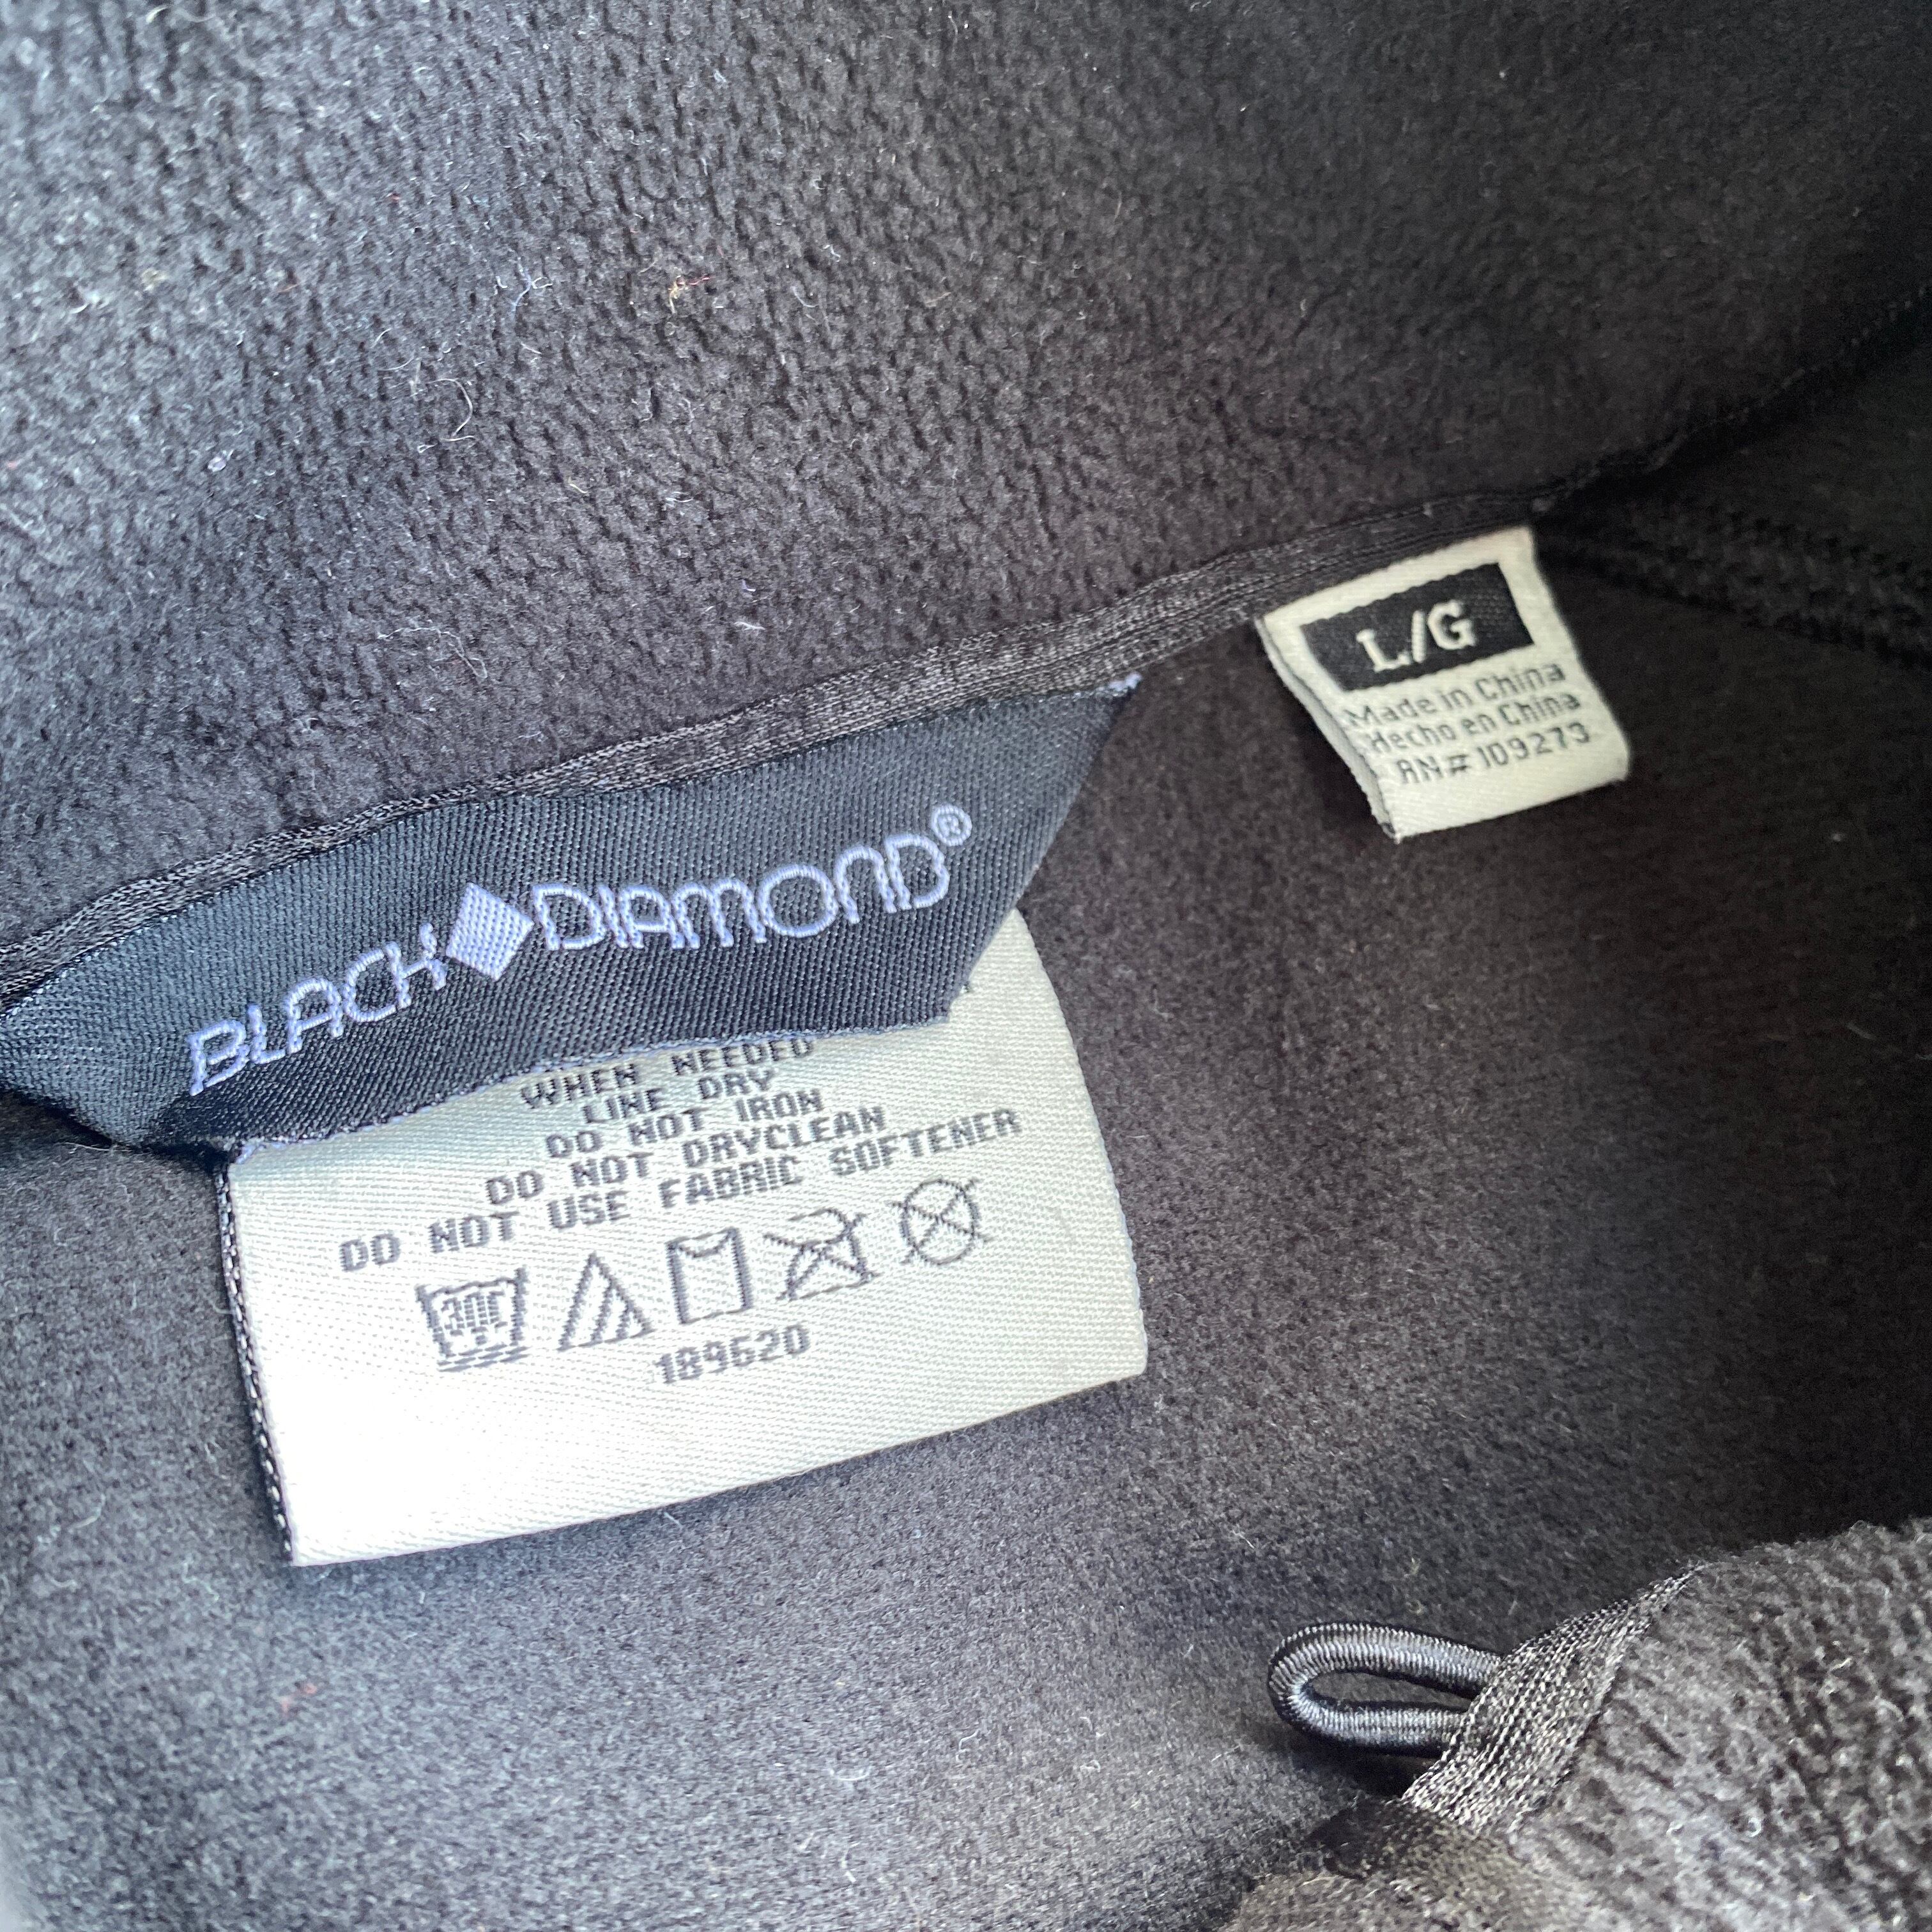 BLACK DIAMOND®
L/G
Made in China
Hecho en China
RN# 109273
WHEN NEEDED
LINE DRY
DO NOT IRON
DO NOT DRYCLEAN
DO NOT USE FABRIC SOFTENER
30C
189620